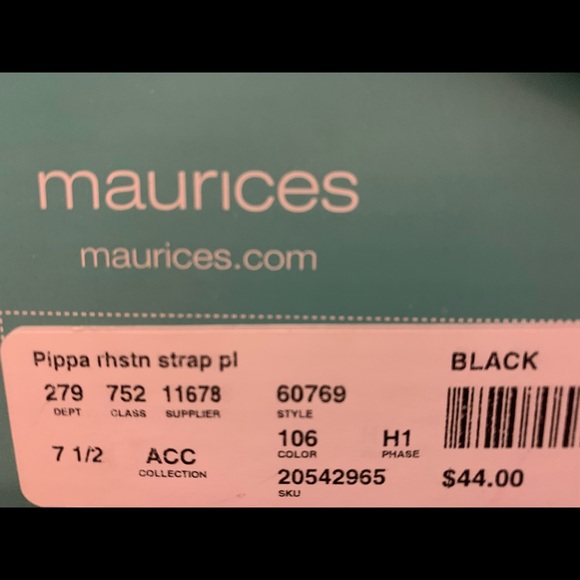 maurices
maurices.com
Pippa rhstn strap pl BLACK
279 752 11678 60769
DEPT CLASS SUPPLIER STYLE
7 1/2 ACC 106 H1
COLLECTION COLOR PHASE
20542965 $44.00
SKU